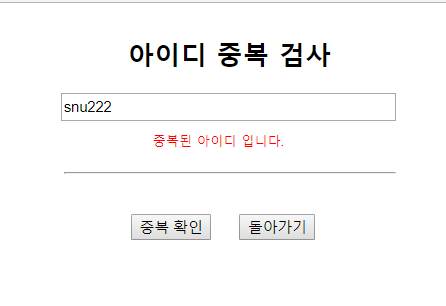 아이디 중복 검사
snu222
중복된 아이디 입니다.
중복 확인 돌아가기